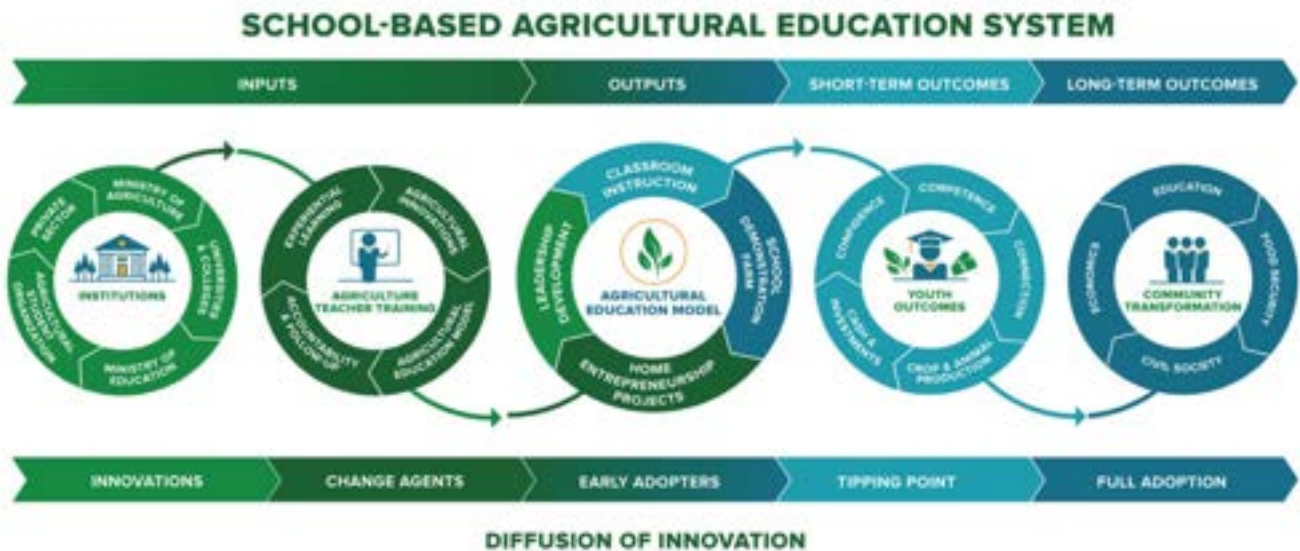 SCHOOL-BASED AGRICULTURAL EDUCATION SYSTEM
INPUTS
OUTPUTS
SHORT-TERM OUTCOMES
LONG-TERM OUTCOMES
MINISTRY OF
AGRICULTURE
UNIVERSITIES
& COLLEGES
MINISTRY OF
EDUCATION
AGRICULTURAL
STUDENT
ORGANIZATION
PRIVATE
SECTOR
INSTITUTIONS
EXPERIENTIAL
LEARNING
AGRICULTURAL
INNOVATIONS
AGRICULTURAL
EDUCATION MODEL
ACCOUNTABILITY
& FOLLOW-UP
AGRICULTURE
TEACHER TRAINING
CLASSROOM
INSTRUCTION
SCHOOL
DEMONSTRATION
FARM
HOME
ENTREPRENEURSHIP
PROJECTS
LEADERSHIP
DEVELOPMENT
AGRICULTURAL
EDUCATION MODEL
COMPETENCE
CONNECTION
CROP & ANIMAL
PRODUCTION
CASH &
INVESTMENTS
CONFIDENCE
YOUTH
OUTCOMES
EDUCATION
FOOD SECURITY
CIVIL SOCIETY
ECONOMICS
COMMUNITY
TRANSFORMATION
INNOVATIONS
CHANGE AGENTS
EARLY ADOPTERS
TIPPING POINT
FULL ADOPTION
DIFFUSION OF INNOVATION